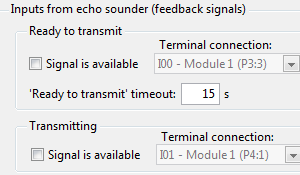 Inputs from echo sounder (feedback signals)
Ready to transmit
Terminal connection:
Signal is available
I00 - Module 1 (P3:3)
'Ready to transmit' timeout: 15 s
Transmitting
Terminal connection:
Signal is available
I01 - Module 1 (P4:1)